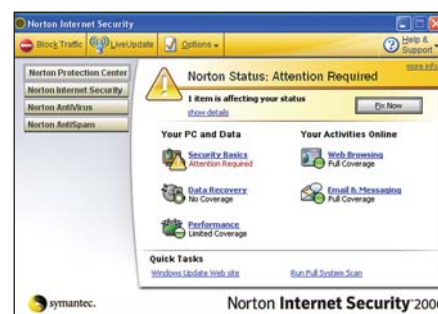 Norton Internet Security
Block Traffic
LiveUpdate
Options
Help & Support
Norton Protection Center
Norton Internet Security
Norton AntiVirus
Norton AntiSpam
more info
Norton Status: Attention Required
1 item is affecting your status
show details
Fix Now
Your PC and Data
Your Activities Online
Security Basics
Attention Required
Web Browsing
Full Coverage
Data Recovery
No Coverage
Email & Messaging
Full Coverage
Performance
Limited Coverage
Quick Tasks
Windows Update Web site
Run Full System Scan
symantec.
Norton Internet Security 2006